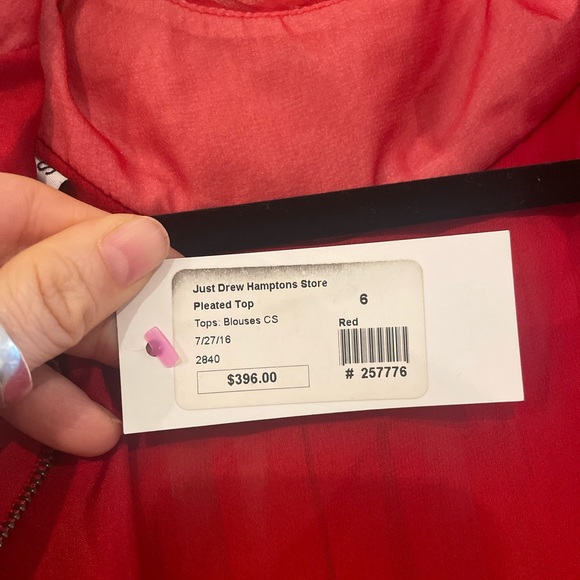 Just Drew Hamptons Store
Pleated Top
6
Tops: Blouses CS
Red
7/27/16
2840
$396.00
# 257776